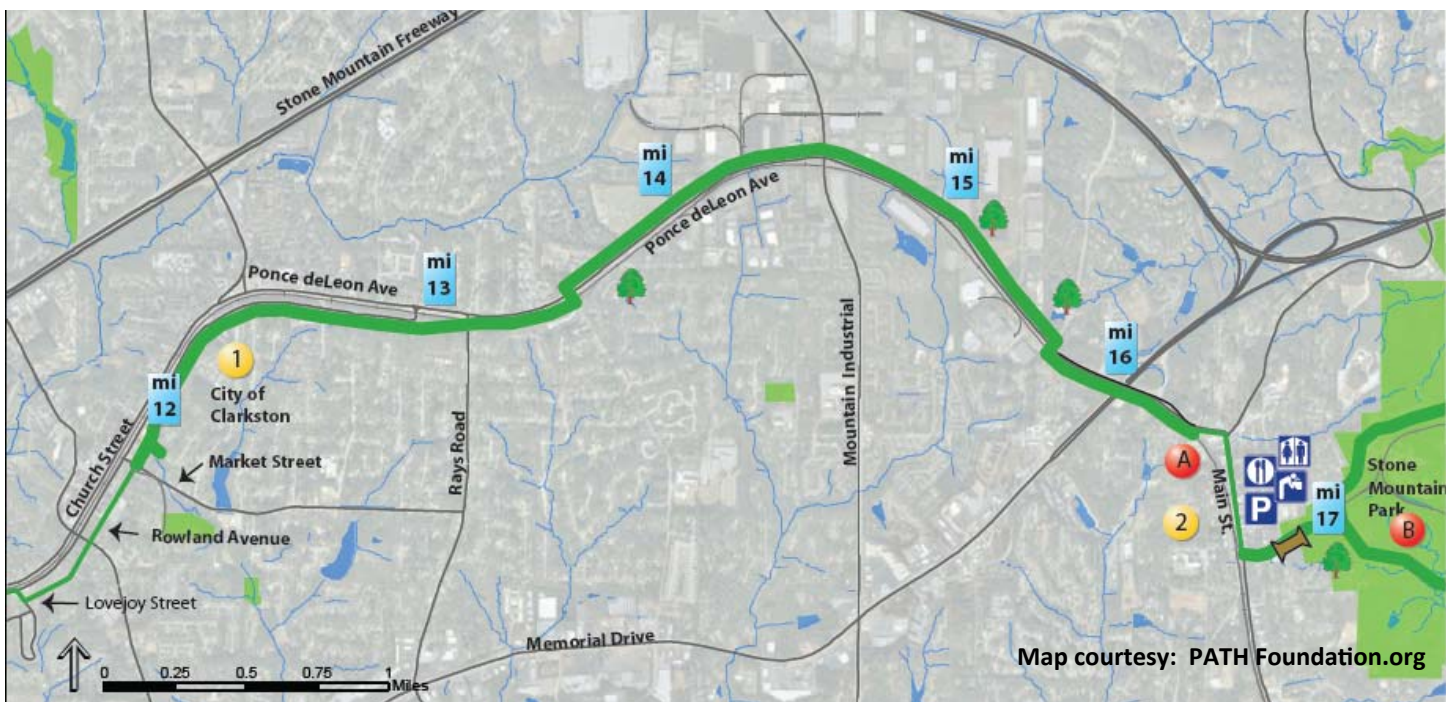 Stone Mountain Freeway
mi
14
mi
15
Ponce deLeon Ave
mi
13
Ponce deLeon Ave
1
City of
Clarkston
mi
12
Church Street
Market Street
Rowland Avenue
Lovejoy Street
Rays Road
Mountain Industrial
mi
16
A
2
Main St.
P
mi
17
Stone
Mountain
Park
B
Memorial Drive
0 0.25 0.5 0.75 1
Miles
Map courtesy: PATH Foundation.org